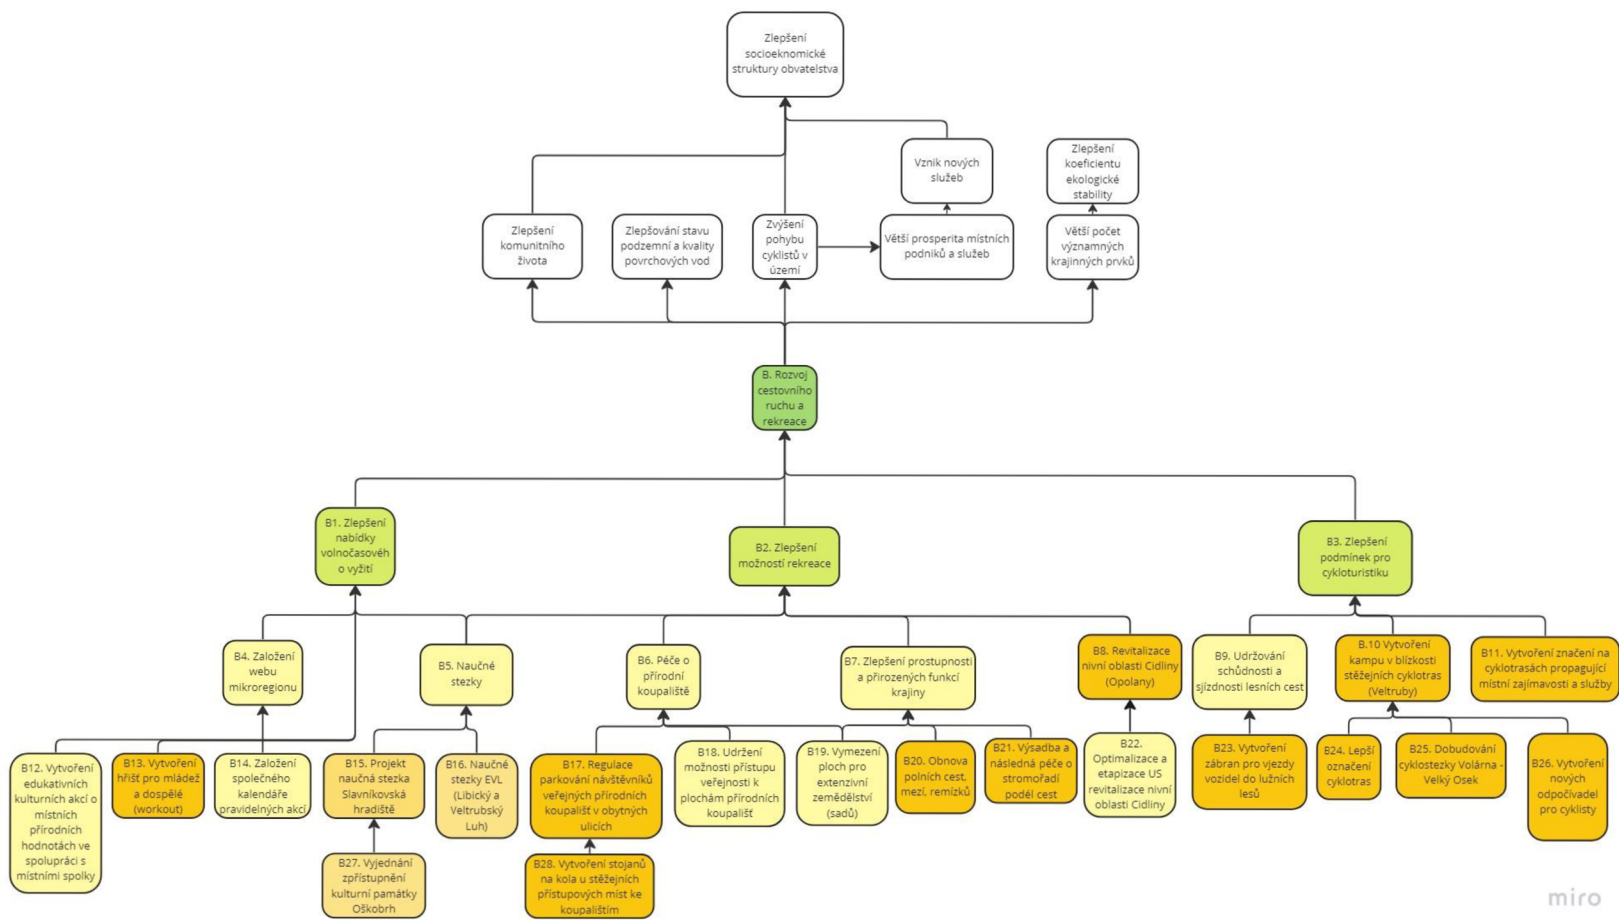 Zlepšení
socioeknomické
struktury obvatelstva
Vznik nových
služeb
Zlepšení
koeficientu
ekologické
stability
Zlepšení
komunitního
života
Zlepšování stavu
podzemní a kvality
povrchových vod
Zvýšení
pohybu
cyklistů v
území
Větší prosperita místních
podniků a služeb
Větší počet
významných
krajinných prvků
B. Rozvoj
cestovního
ruchu a
rekreace
B1. Zlepšení
nabídky
volnočasovéh
o vyžití
B2. Zlepšení
možností rekreace
B3. Zlepšení
podmínek pro
cykloturistiku
B4. Založení
webu
mikroregionu
B5. Naučné
stezky
B6. Péče o
přírodní
koupaliště
B7. Zlepšení prostupnosti
a přirozených funkcí
krajiny
B8. Revitalizace
nivní oblasti Cidliny
(Opolany)
B9. Udržování
schůdnosti a
sjízdnosti lesních cest
B.10 Vytvoření
kampu v blízkosti
stěžejních cyklotras
(Veltruby)
B11. Vytvoření značení na
cyklotrasách propagující
místní zajímavosti a služby
B12. Vytvoření
edukativních
kulturních akcí o
místních
přírodních
hodnotách ve
spolupráci s
místními spolky
B13. Vytvoření
hřišť pro mládež
a dospělé
(workout)
B14. Založení
společného
kalendáře
pravidelných akcí
B15. Projekt
naučná stezka
Slavníkovská
hradiště
B16. Naučné
stezky EVL
(Libický a
Veltrubský
Luh)
B17. Regulace
parkování návštěvníků
veřejných přírodních
koupališť v obytných
ulicích
B18. Udržení
možnosti přístupu
veřejnosti k
plochám přírodních
koupališť
B19. Vymezení
ploch pro
extenzivní
zemědělství
(sadů)
B20. Obnova
polních cest,
mezí, remízků
B21. Výsadba a
následná péče o
stromořadí
podél cest
B22.
Optimalizace a
etapizace US
revitalizace nivní
oblasti Cidliny
B23. Vytvoření
zábran pro vjezdy
vozidel do lužních
lesů
B24. Lepší
označení
cyklotras
B25. Dobudování
cyklostezky Volárna -
Velký Osek
B26. Vytvoření
nových
odpočívadel
pro cyklisty
B27. Vyjednání
zpřístupnění
kulturní památky
Oškobrh
B28. Vytvoření stojanů
na kola u stěžejních
přístupových míst ke
koupalištím
miro